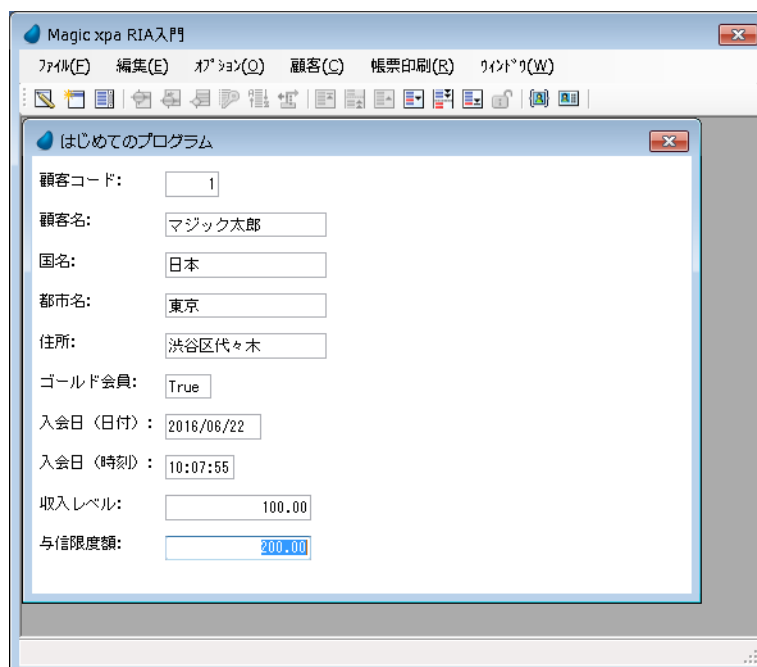 Magic xpa RIA入門
ﾌｧｲﾙ(F) 編集(E) ｵﾌﾟｼｮﾝ(O) 顧客(C) 帳票印刷(R) ｳｨﾝﾄﾞｳ(W)
はじめてのプログラム
顧客コード: 1
顧客名: マジック太郎
国名: 日本
都市名: 東京
住所: 渋谷区代々木
ゴールド会員: True
入会日（日付）: 2016/06/22
入会日（時刻）: 10:07:55
収入レベル: 100.00
与信限度額: 200.00